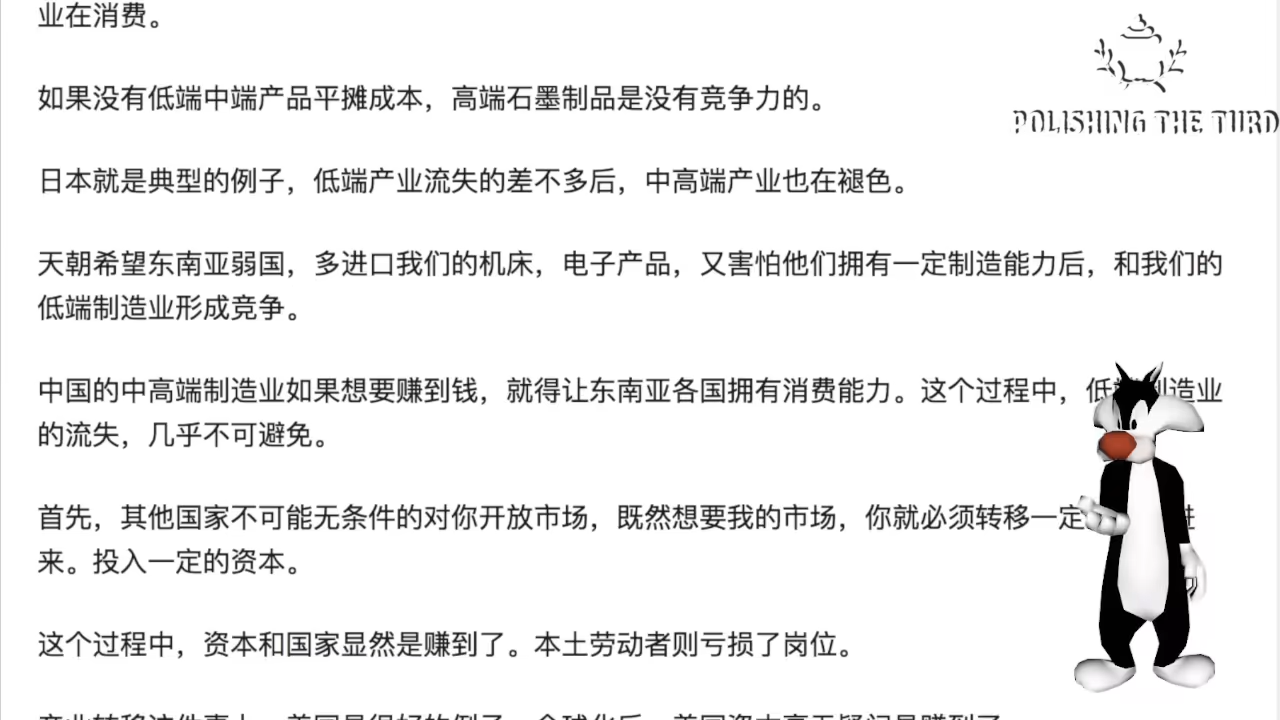 业在消费。
如果没有低端中端产品平摊成本，高端石墨制品是没有竞争力的。
POLISHING THE TURD
日本就是典型的例子，低端产业流失的差不多后，中高端产业也在褪色。
天朝希望东南亚弱国，多进口我们的机床，电子产品，又害怕他们拥有一定制造能力后，和我们的
低端制造业形成竞争。
中国的中高端制造业如果想要赚到钱，就得让东南亚各国拥有消费能力。这个过程中，低端制造业
的流失，几乎不可避免。
首先，其他国家不可能无条件的对你开放市场，既然想要我的市场，你就必须转移一定
来。投入一定的资本。
这个过程中，资本和国家显然是赚到了。本土劳动者则亏损了岗位。